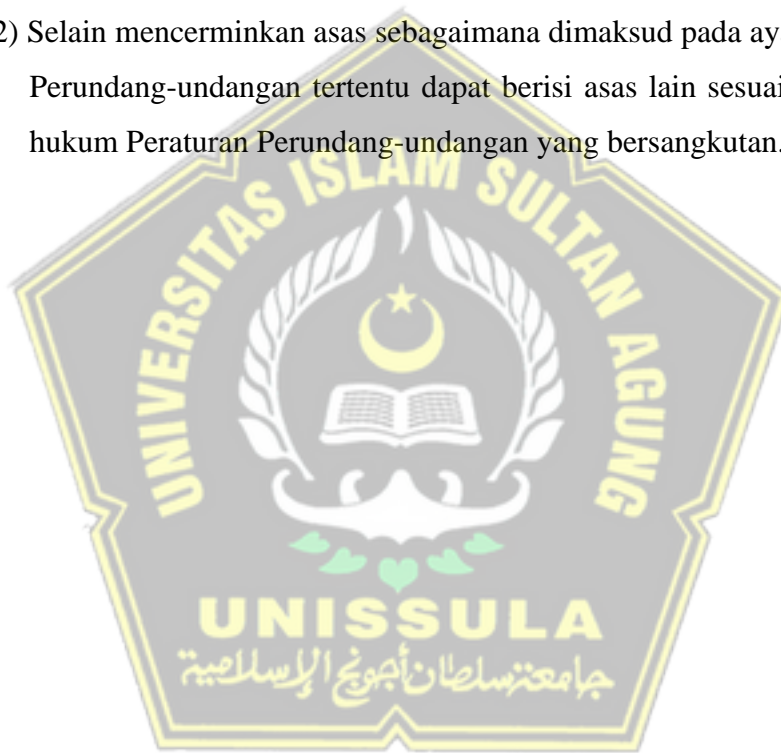 2) Selain mencerminkan asas sebagaimana dimaksud pada ay
Perundang-undangan tertentu dapat berisi asas lain sesuai
hukum Peraturan Perundang-undangan yang bersangkutan.
UNIVERSITAS ISLAM SULTAN AGUNG
UNISSULA
جامعة سلطان أجونج الإسلامية